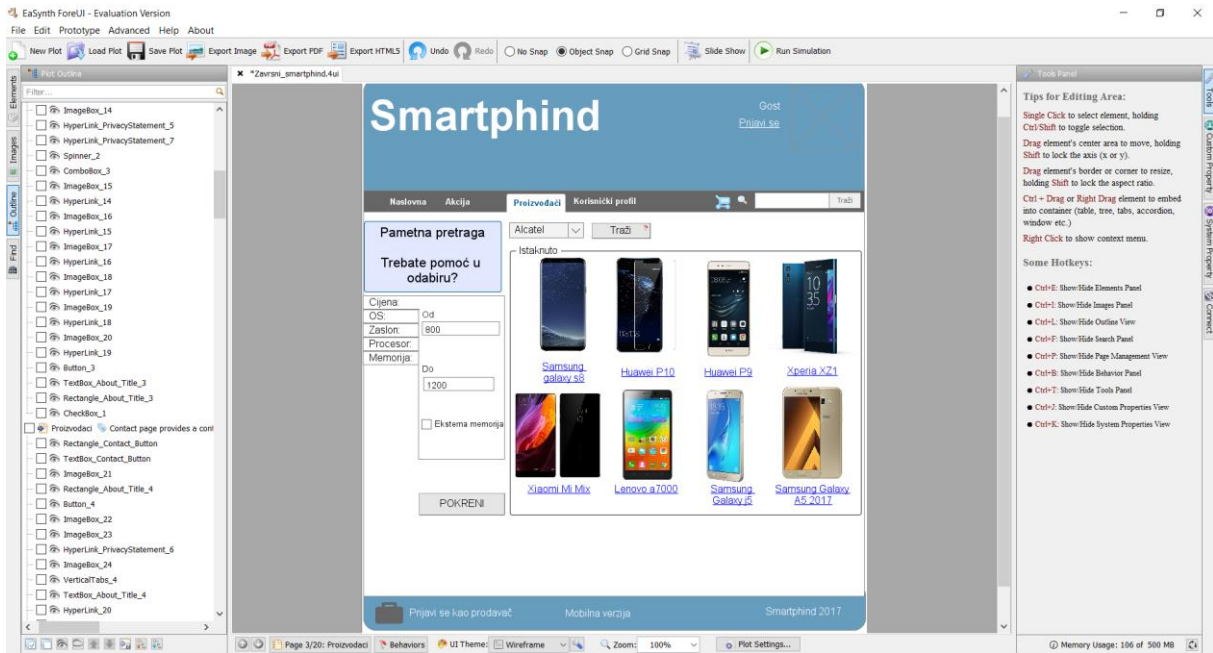 EaSynth ForeUI - Evaluation Version
File Edit Prototype Advanced Help About
New Plot Load Plot Save Plot Export Image Export PDF Export HTML5 Undo Redo No Snap Object Snap Grid Snap Slide Show Run Simulation
Elements
Images
Outline
Find
Plot Outline
Filter...
ImageBox_14
HyperLink_PrivacyStatement_5
HyperLink_PrivacyStatement_7
Spinner_2
ComboBox_3
ImageBox_15
HyperLink_14
ImageBox_16
HyperLink_15
ImageBox_17
HyperLink_16
ImageBox_18
HyperLink_17
ImageBox_19
HyperLink_18
ImageBox_20
HyperLink_19
Button_3
TextBox_About_Title_3
Rectangle_About_Title_3
CheckBox_1
Proizvodaci Contact page provides a cont
Rectangle_Contact_Button
TextBox_Contact_Button
ImageBox_21
Rectangle_About_Title_4
Button_4
ImageBox_22
ImageBox_23
HyperLink_PrivacyStatement_6
ImageBox_24
VerticalTabs_4
TextBox_About_Title_4
HyperLink_20
*Zavrsni_smartphind.4ui
Smartphind
Gost
Prijavi se
Naslovna Akcija Proizvođači Korisnički profil Traži
Pametna pretraga
Trebate pomoć u
odabiru?
Cijena:
OS:
Zaslon:
Procesor:
Memorija:
Od
800
Do
1200
Eksterna memorija
POKRENI
Alcatel Traži
Istaknuto
Samsung
galaxy s8
Huawei P10
Huawei P9
Xperia XZ1
Xiaomi Mi Mix
Lenovo a7000
Samsung
Galaxy j5
Samsung Galaxy
A5 2017
Prijavi se kao prodavač Mobilna verzija Smartphind 2017
Page 3/20: Proizvodaci Behaviors UI Theme: Wireframe Zoom: 100% Plot Settings...
Tools Panel
Tips for Editing Area:
Single Click to select element, holding
Ctrl/Shift to toggle selection.
Drag element's center area to move, holding
Shift to lock the axis (x or y).
Drag element's border or corner to resize,
holding Shift to lock the aspect ratio.
Ctrl + Drag or Right Drag element to embed
into container (table, tree, tabs, accordion,
window etc.)
Right Click to show context menu.
Some Hotkeys:
Ctrl+E: Show/Hide Elements Panel
Ctrl+I: Show/Hide Images Panel
Ctrl+L: Show/Hide Outline View
Ctrl+F: Show/Hide Search Panel
Ctrl+P: Show/Hide Page Management View
Ctrl+B: Show/Hide Behavior Panel
Ctrl+T: Show/Hide Tools Panel
Ctrl+J: Show/Hide Custom Properties View
Ctrl+K: Show/Hide System Properties View
Tools
Custom Property
System Property
Connect
Memory Usage: 106 of 500 MB